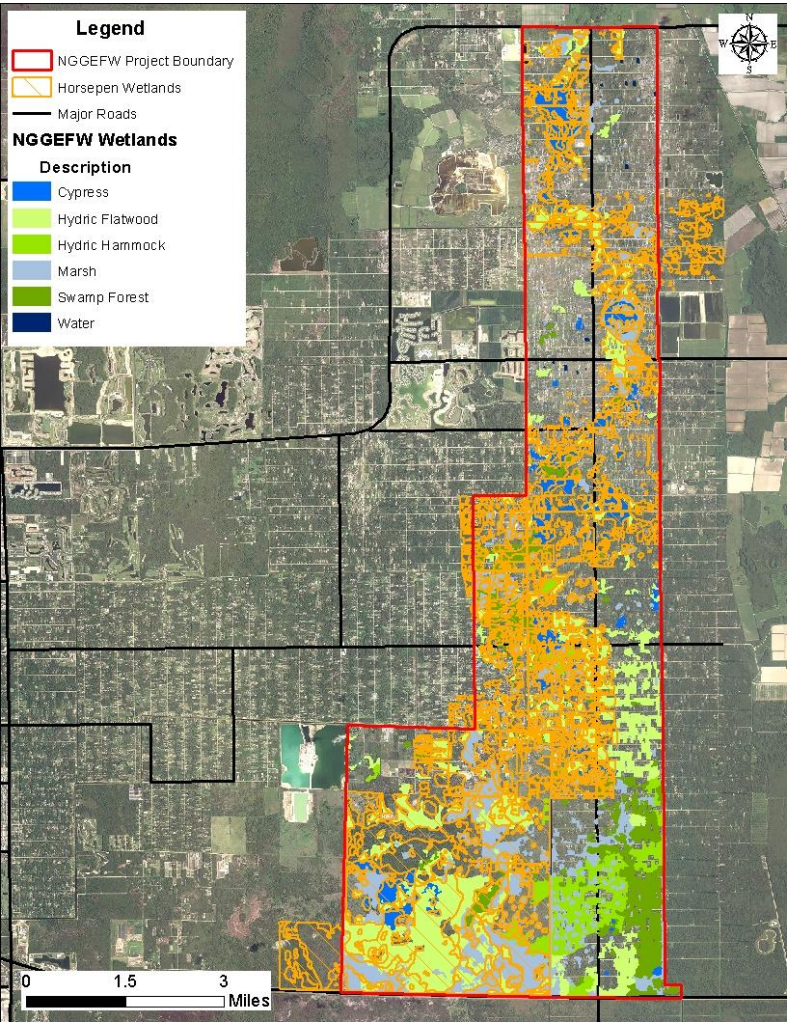 Legend
NGGEFW Project Boundary
Horsepen Wetlands
Major Roads
NGGEFW Wetlands
Description
Cypress
Hydric Flatwood
Hydric Hammock
Marsh
Swamp Forest
Water
N
W E
S
0 1.5 3
Miles